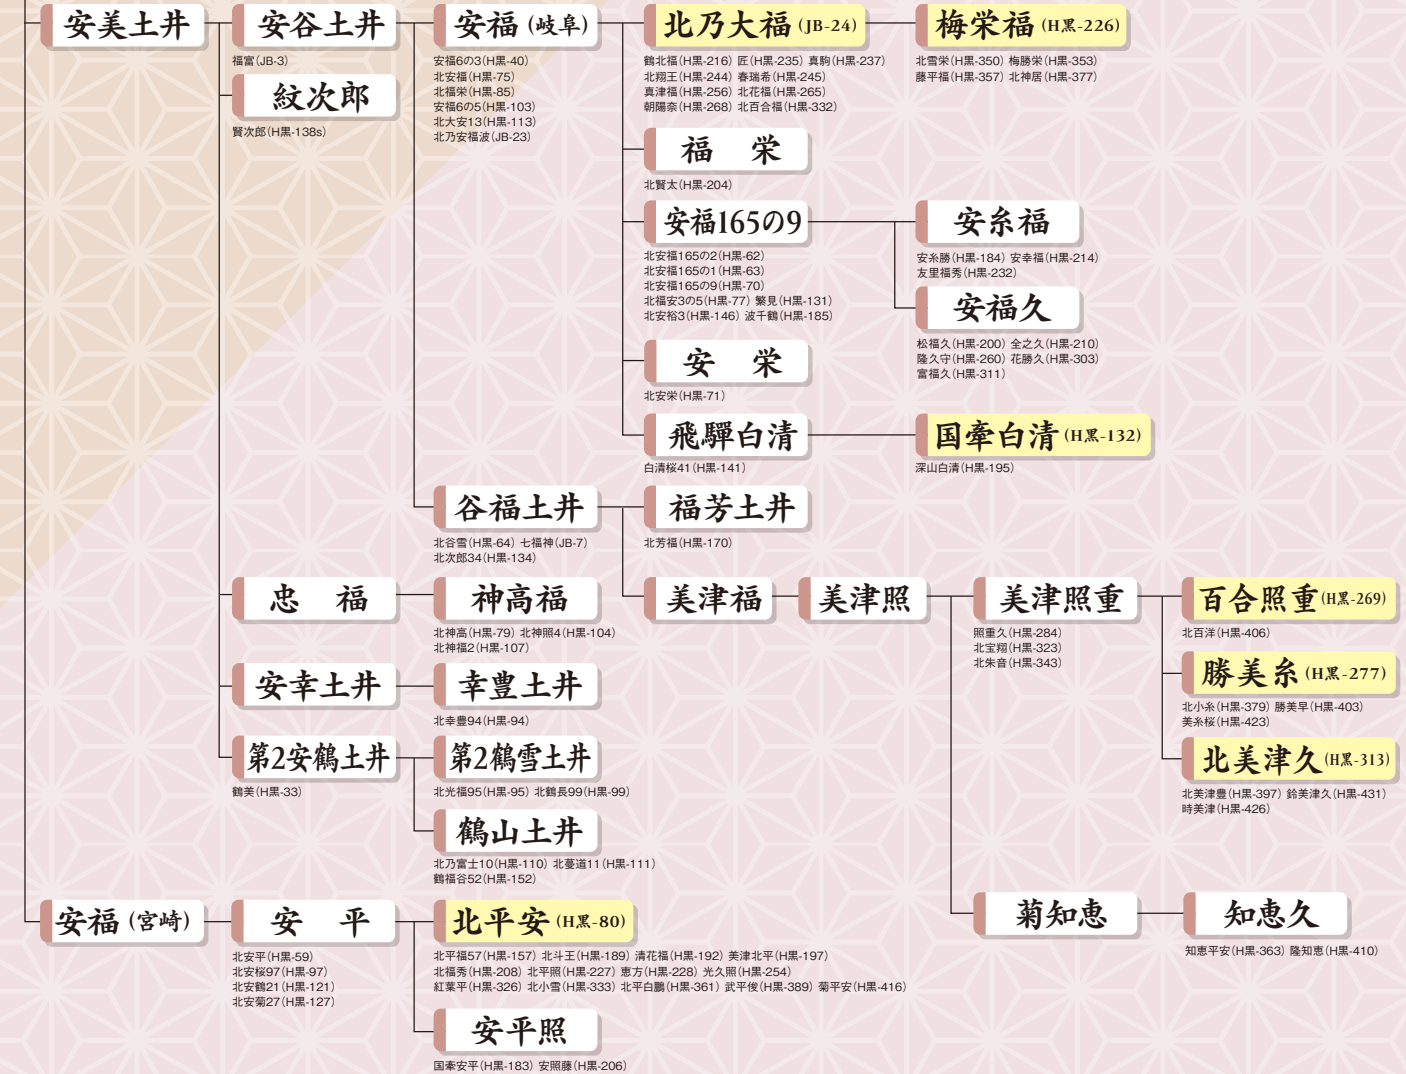 安美土井
安谷土井
福富(JB-3)
紋次郎
賢次郎(H黒-138s)
安福(岐阜)
安福6の3(H黒-40)
北安福(H黒-75)
北福栄(H黒-85)
安福6の5(H黒-103)
北大安13(H黒-113)
北乃安福波(JB-23)
北乃大福(JB-24)
鶴北福(H黒-216) 匠(H黒-235) 真駒(H黒-237)
北翔王(H黒-244) 春瑞希(H黒-245)
真津福(H黒-256) 北花福(H黒-265)
朝陽奈(H黒-268) 北百合福(H黒-332)
梅栄福(H黒-226)
北雪栄(H黒-350) 梅勝栄(H黒-353)
藤平福(H黒-357) 北神居(H黒-377)
福 栄
北賢太(H黒-204)
安福165の9
北安福165の2(H黒-62)
北安福165の1(H黒-63)
北安福165の9(H黒-70)
北福安3の5(H黒-77) 繁見(H黒-131)
北安裕3(H黒-146) 波千鶴(H黒-185)
安糸福
安糸勝(H黒-184) 安幸福(H黒-214)
友里福秀(H黒-232)
安福久
松福久(H黒-200) 全之久(H黒-210)
隆久守(H黒-260) 花勝久(H黒-303)
富福久(H黒-311)
安 栄
北安栄(H黒-71)
飛騨白清
白清桜41(H黒-141)
国牽白清(H黒-132)
深山白清(H黒-195)
谷福土井
北谷雪(H黒-64) 七福神(JB-7)
北次郎34(H黒-134)
福芳土井
北芳福(H黒-170)
美津福
美津照
美津照重
照重久(H黒-284)
北宝翔(H黒-323)
北朱音(H黒-343)
百合照重(H黒-269)
北百洋(H黒-406)
勝美糸(H黒-277)
北小糸(H黒-379) 勝美早(H黒-403)
美糸桜(H黒-423)
北美津久(H黒-313)
北美津豊(H黒-397) 鈴美津久(H黒-431)
時美津(H黒-426)
菊知恵
知恵久
知恵平安(H黒-363) 隆知恵(H黒-410)
忠 福
神高福
北神高(H黒-79) 北神照4(H黒-104)
北神福2(H黒-107)
安幸土井
幸豊土井
北幸豊94(H黒-94)
第2安鶴土井
鶴美(H黒-33)
第2鶴雪土井
北光福95(H黒-95) 北鶴長99(H黒-99)
鶴山土井
北乃富士10(H黒-110) 北蔓道11(H黒-111)
鶴福谷52(H黒-152)
安福(宮崎)
安 平
北安平(H黒-59)
北安桜97(H黒-97)
北安鶴21(H黒-121)
北安菊27(H黒-127)
北平安(H黒-80)
北平福57(H黒-157) 北斗王(H黒-189) 清花福(H黒-192) 美津北平(H黒-197)
北福秀(H黒-208) 北平照(H黒-227) 恵方(H黒-228) 光久照(H黒-254)
紅葉平(H黒-326) 北小雪(H黒-333) 北平白鵬(H黒-361) 武平俊(H黒-389) 菊平安(H黒-416)
安平照
国牽安平(H黒-183) 安照藤(H黒-206)